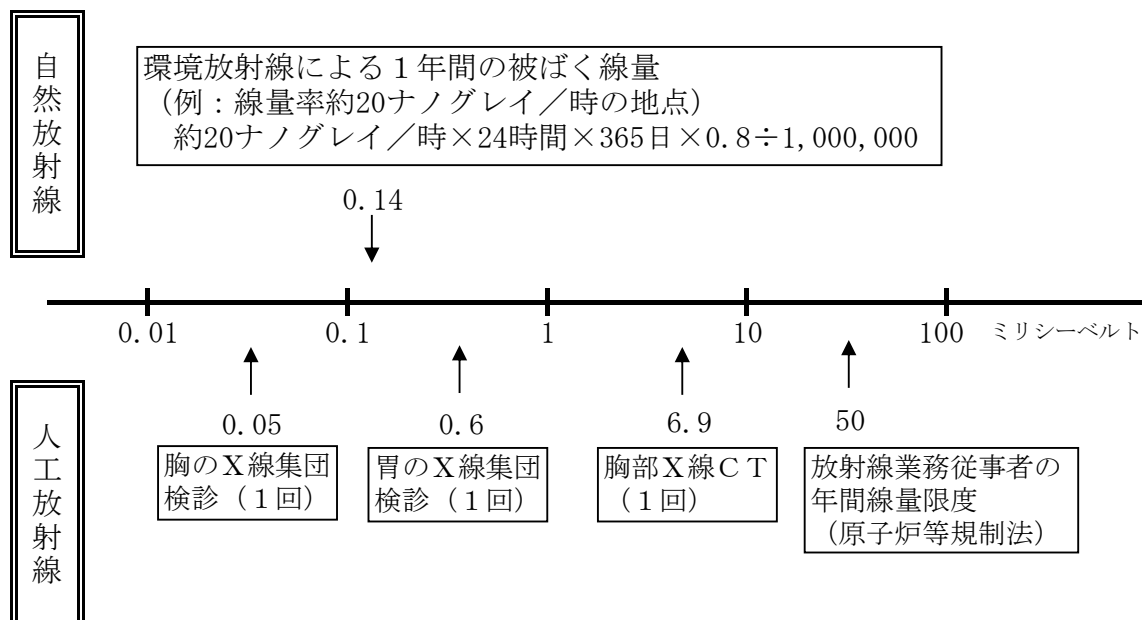 自然放射線
環境放射線による１年間の被ばく線量
（例：線量率約20ナノグレイ／時の地点）
約20ナノグレイ／時×24時間×365日×0.8÷1,000,000
0.14
0.01
0.1
1
10
100
ミリシーベルト
人工放射線
0.05
胸のＸ線集団
検診（１回）
0.6
胃のＸ線集団
検診（１回）
6.9
胸部Ｘ線ＣＴ
（１回）
50
放射線業務従事者の
年間線量限度
（原子炉等規制法）